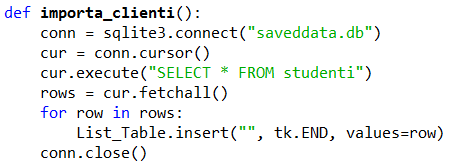 def importa_clienti():
    conn = sqlite3.connect("saveddata.db")
    cur = conn.cursor()
    cur.execute("SELECT * FROM studenti")
    rows = cur.fetchall()
    for row in rows:
        List_Table.insert("", tk.END, values=row)
    conn.close()